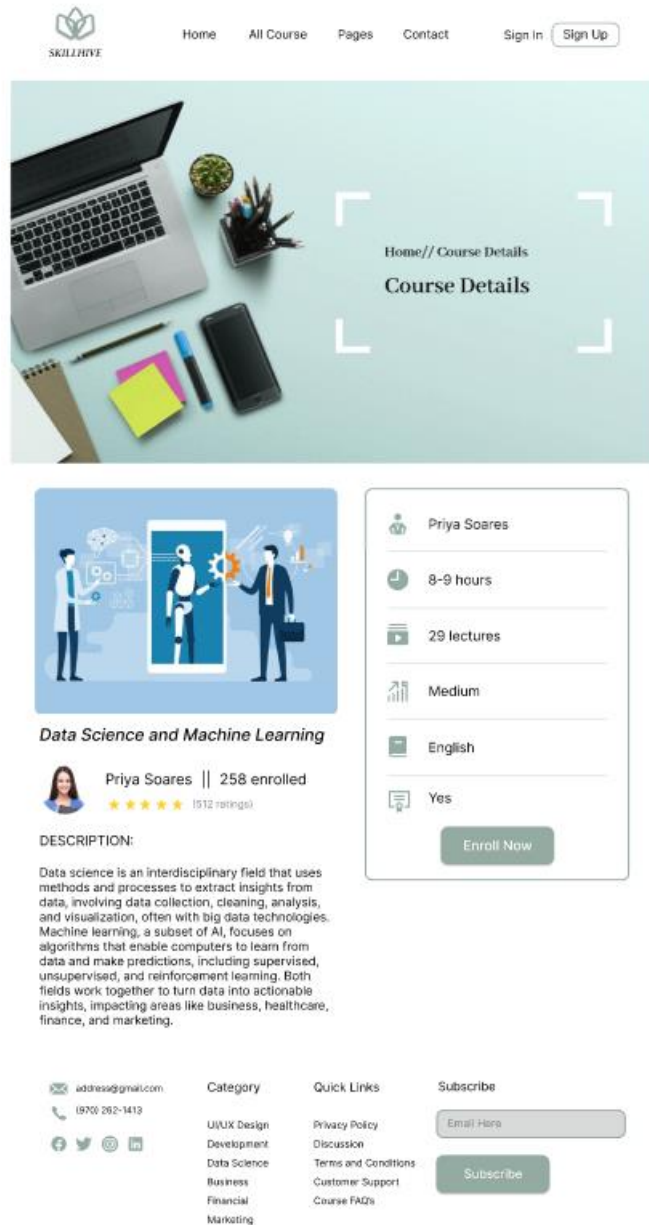 SKILLHIVE
Home All Course Pages Contact Sign In Sign Up
Home// Course Details
Course Details
Data Science and Machine Learning
Priya Soares || 258 enrolled
(512 ratings)
DESCRIPTION:
Data science is an interdisciplinary field that uses
methods and processes to extract insights from
data, involving data collection, cleaning, analysis,
and visualization, often with big data technologies.
Machine learning, a subset of AI, focuses on
algorithms that enable computers to learn from
data and make predictions, including supervised,
unsupervised, and reinforcement learning. Both
fields work together to turn data into actionable
insights, impacting areas like business, healthcare,
finance, and marketing.
Priya Soares
8-9 hours
29 lectures
Medium
English
Yes
Enroll Now
address@gmail.com
(970) 262-1413
Category
UI/UX Design
Development
Data Science
Business
Financial
Marketing
Quick Links
Privacy Policy
Discussion
Terms and Conditions
Customer Support
Course FAQ's
Subscribe
Email Here
Subscribe